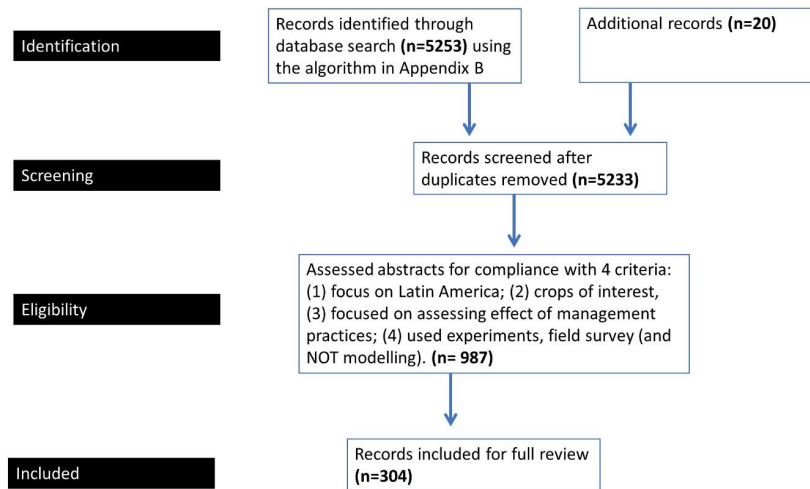 Identification
Records identified through
database search (n=5253) using
the algorithm in Appendix B
Additional records (n=20)
Screening
Records screened after
duplicates removed (n=5233)
Eligibility
Assessed abstracts for compliance with 4 criteria:
(1) focus on Latin America; (2) crops of interest,
(3) focused on assessing effect of management
practices; (4) used experiments, field survey (and
NOT modelling). (n= 987)
Included
Records included for full review
(n=304)